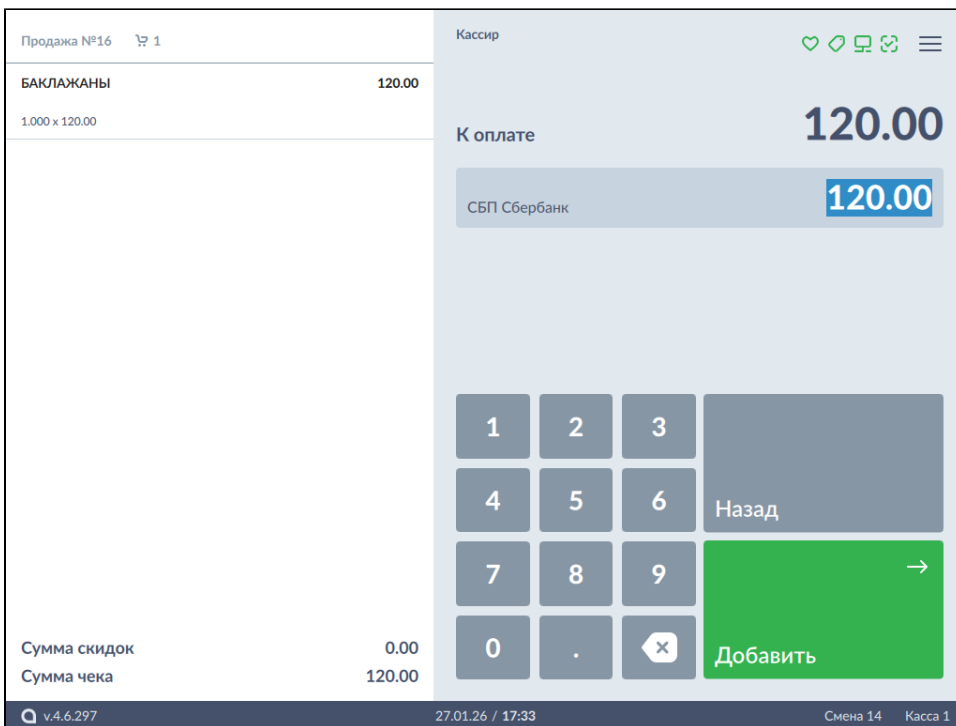 Продажа №16 1
БАКЛАЖАНЫ 120.00
1.000 x 120.00
Сумма скидок 0.00
Сумма чека 120.00
Кассир
К оплате 120.00
СБП Сбербанк 120.00
1 2 3
4 5 6
Назад
7 8 9
0 .
Добавить
v.4.6.297 27.01.26 / 17:33 Смена 14 Касса 1